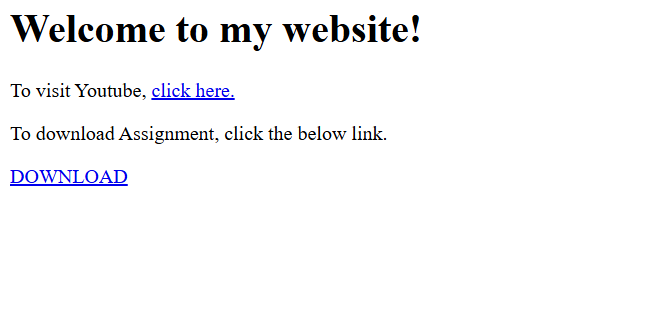 Welcome to my website!
To visit Youtube, click here.
To download Assignment, click the below link.
DOWNLOAD